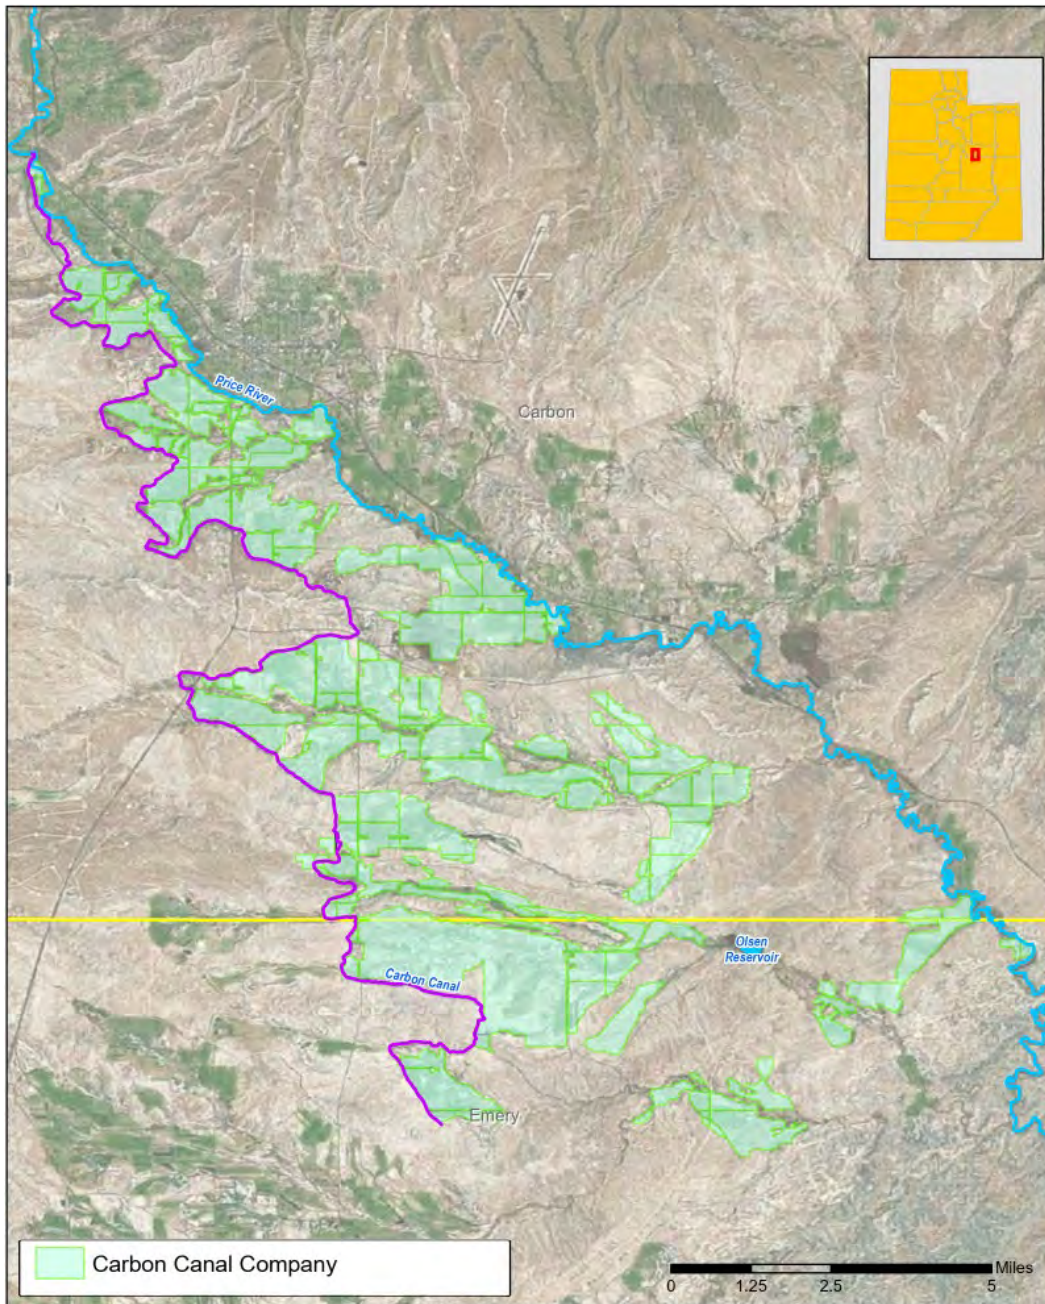 Price River
Carbon
Olsen
Reservoir
Carbon Canal
Emery
Carbon Canal Company
Miles
0 1.25 2.5 5